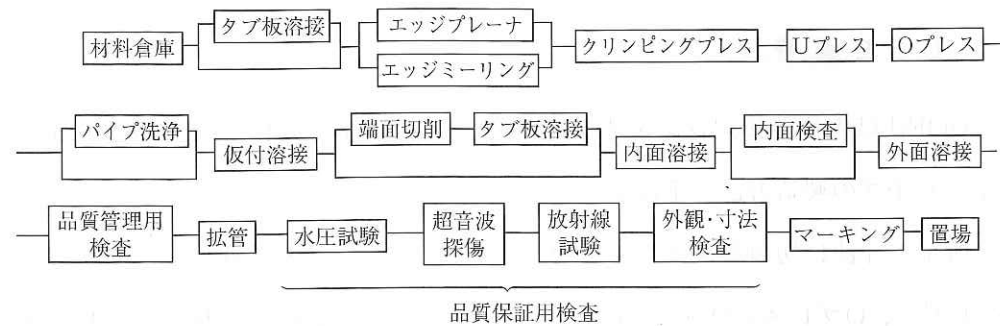 材料倉庫
タブ板溶接
エッジプレーナ
エッジミーリング
クリンピングプレス
Uプレス
Oプレス
パイプ洗浄
仮付溶接
端面切削
タブ板溶接
内面溶接
内面検査
外面溶接
品質管理用
検査
拡管
水圧試験
超音波
探傷
放射線
試験
外観・寸法
検査
マーキング
置場
品質保証用検査